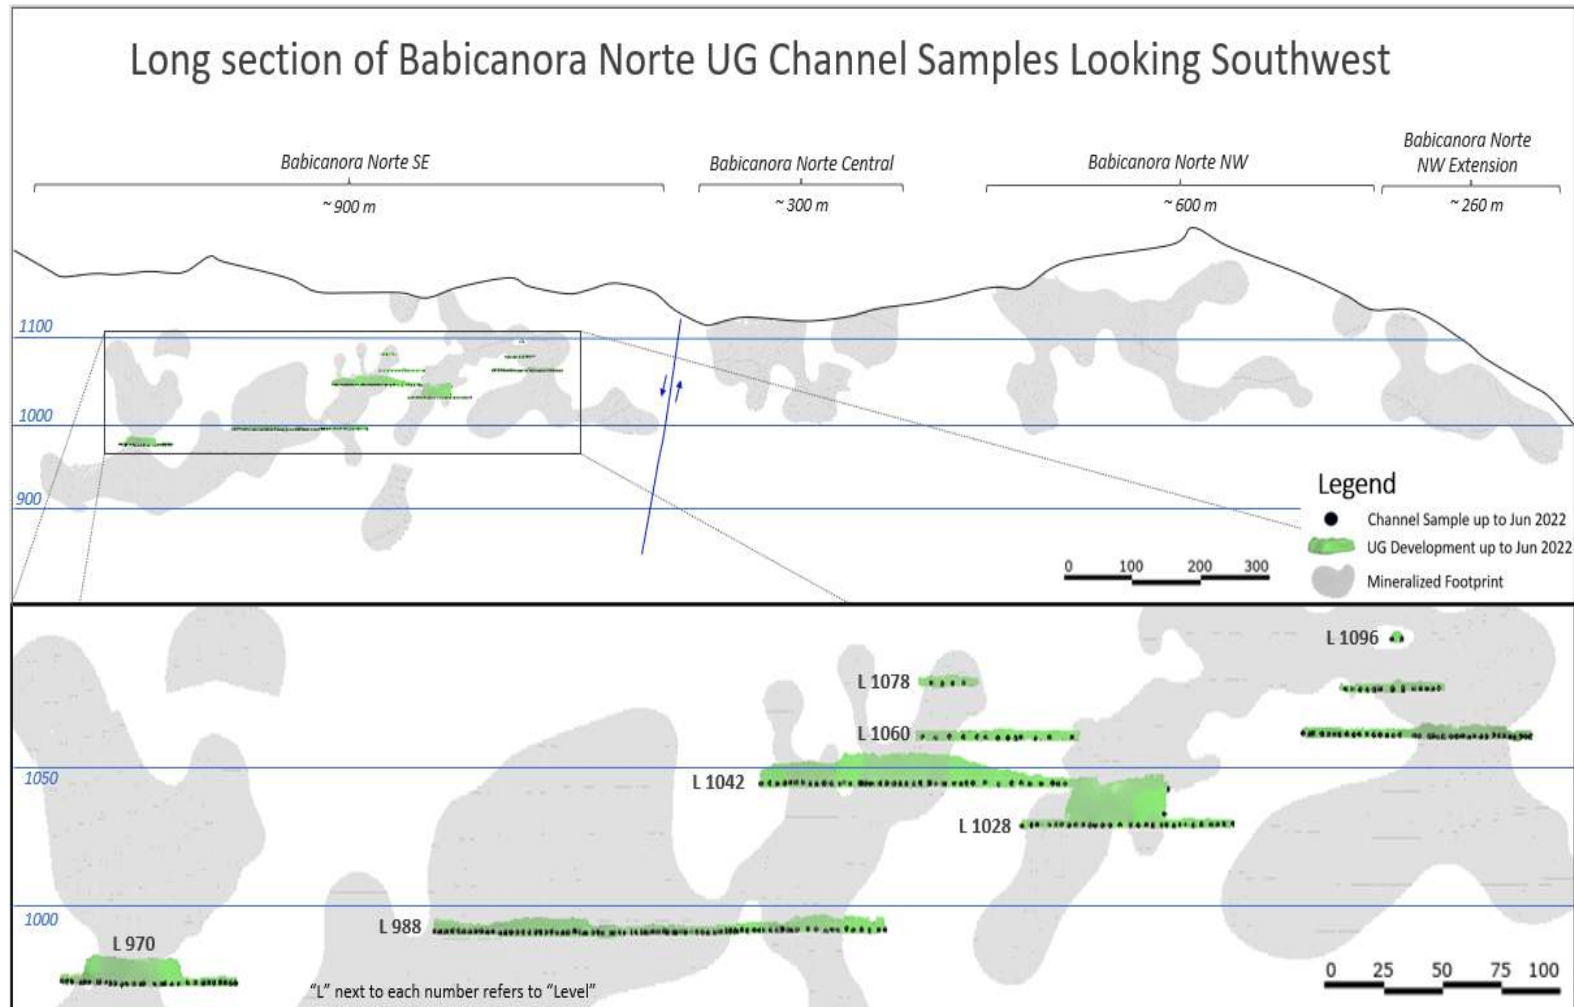 Long section of Babicanora Norte UG Channel Samples Looking Southwest
Babicanora Norte SE
Babicanora Norte Central
Babicanora Norte NW
Babicanora Norte
NW Extension
~ 900 m
~ 300 m
~ 600 m
~ 260 m
1100
1000
900
Legend
Channel Sample up to Jun 2022
UG Development up to Jun 2022
Mineralized Footprint
0 100 200 300
L 1096
L 1078
L 1060
1050
L 1042
L 1028
1000
L 988
L 970
0 25 50 75 100
"L" next to each number refers to "Level"